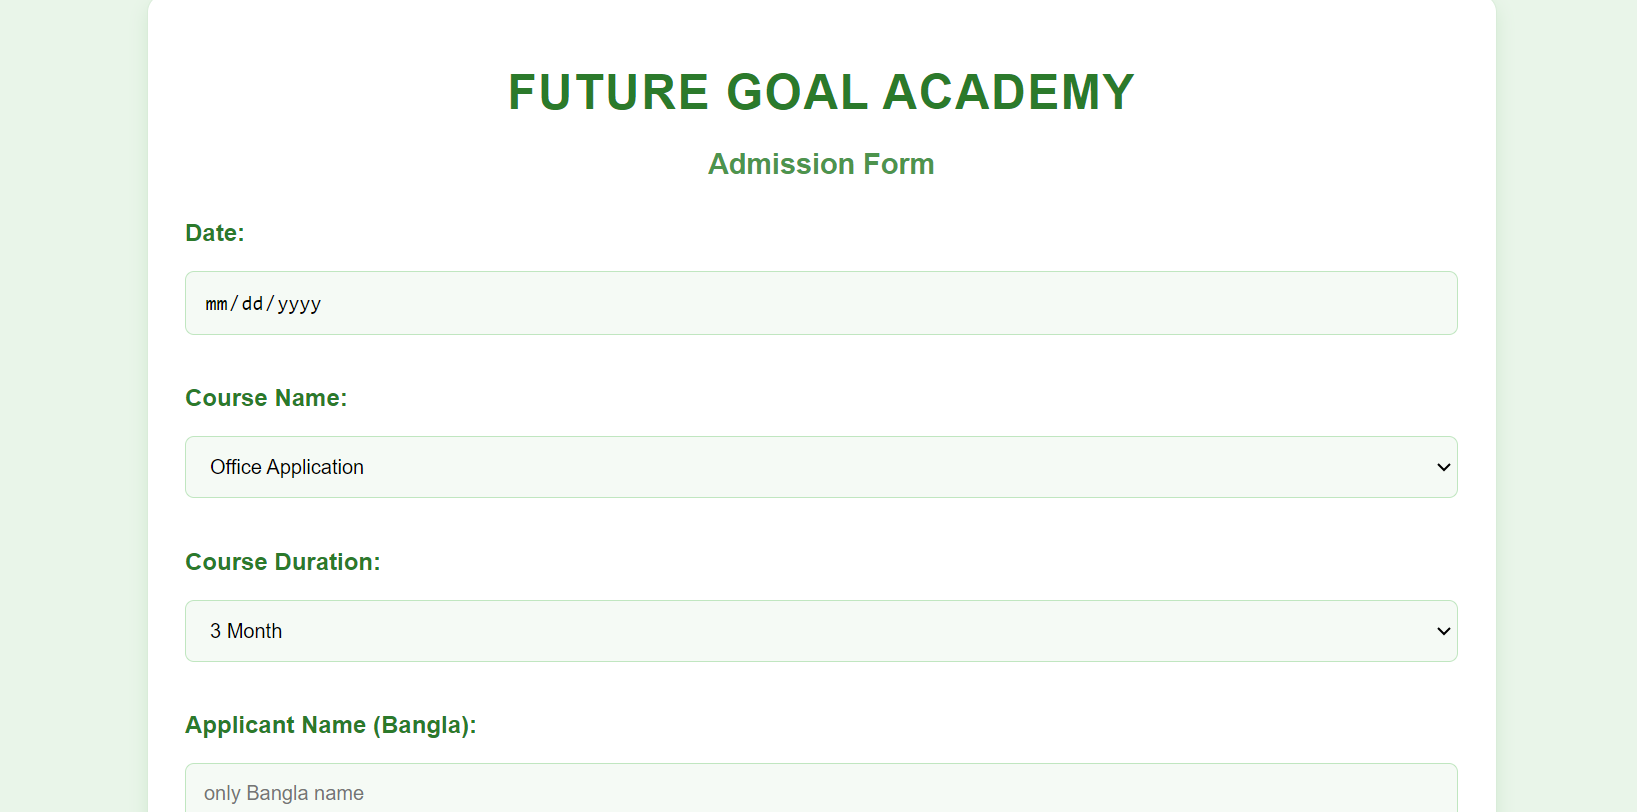 FUTURE GOAL ACADEMY
Admission Form
Date:
mm/dd/yyyy
Course Name:
Office Application
Course Duration:
3 Month
Applicant Name (Bangla):
only Bangla name